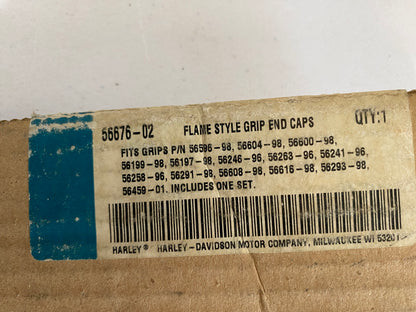 56676-02 FLAME STYLE GRIP END CAPS QTY:1
FITS GRIPS P/N 56598-98, 56604-98, 56600-98,
56199-98, 56197-98, 56246-96, 56263-96, 56241-96,
56258-96, 56291-98, 56608-98, 56616-98, 56293-98,
56459-01. INCLUDES ONE SET.
HARLEY® HARLEY-DAVIDSON MOTOR COMPANY, MILWAUKEE WI 53201